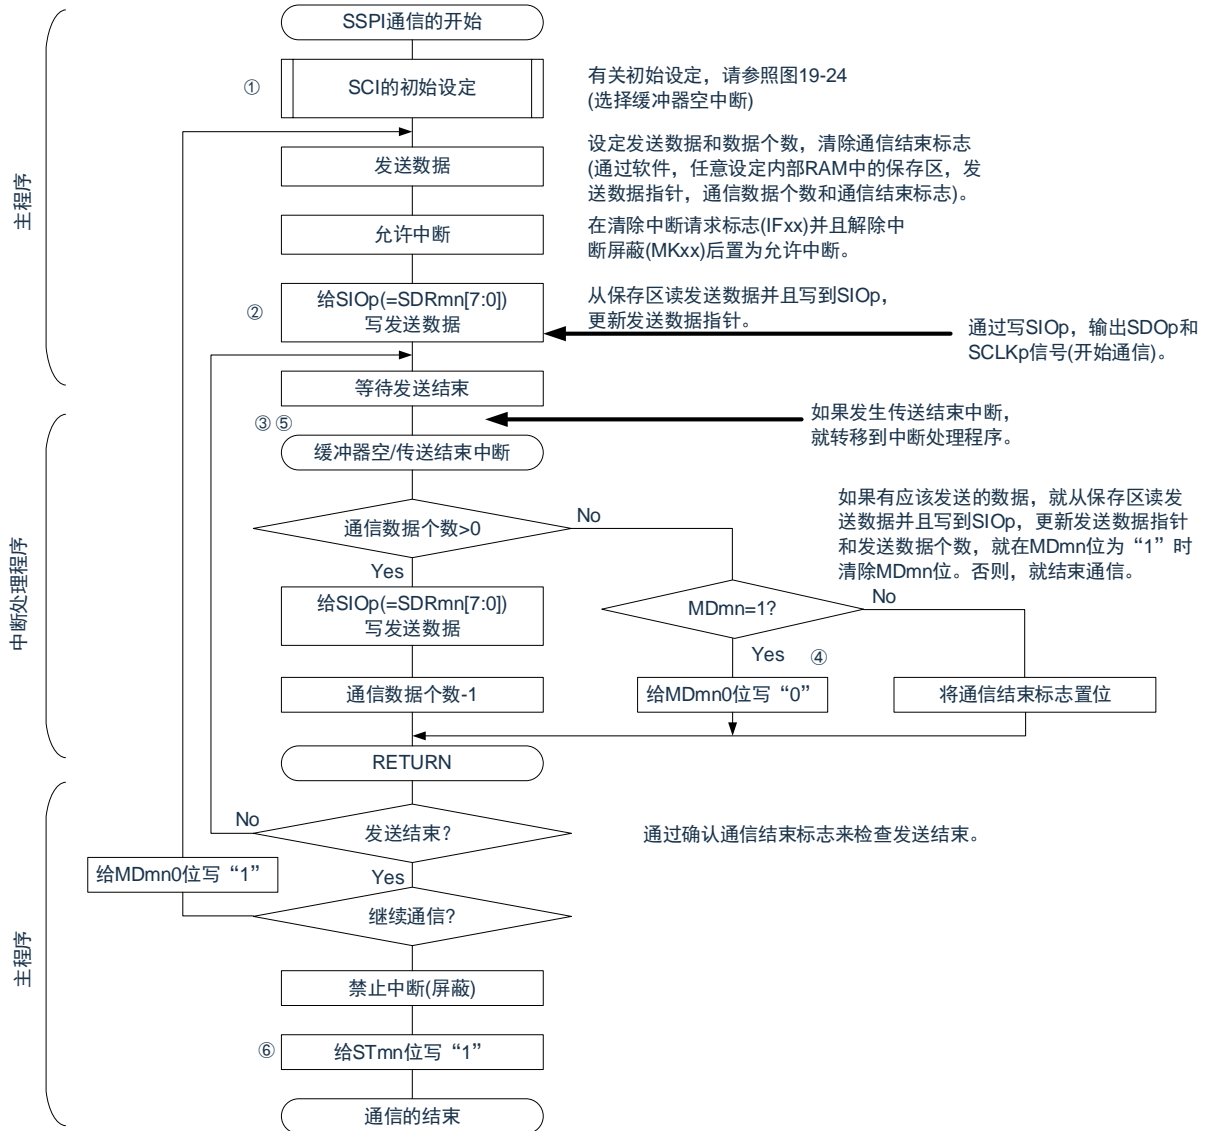 SSPI通信的开始
①
SCI的初始设定
有关初始设定，请参照图19-24
(选择缓冲器空中断)
发送数据
设定发送数据和数据个数，清除通信结束标志
(通过软件，任意设定内部RAM中的保存区，发
送数据指针，通信数据个数和通信结束标志)。
主程序
允许中断
在清除中断请求标志(IFxx)并且解除中
断屏蔽(MKxx)后置为允许中断。
②
给SIOp(=SDRmn[7:0])
写发送数据
从保存区读发送数据并且写到SIOp，
更新发送数据指针。
通过写SIOp，输出SDOp和
SCLKp信号(开始通信)。
等待发送结束
③⑤
如果发生传送结束中断，
就转移到中断处理程序。
缓冲器空/传送结束中断
通信数据个数>0
No
Yes
如果有应该发送的数据，就从保存区读发
送数据并且写到SIOp，更新发送数据指针
和发送数据个数，就在MDmn位为“1”时
清除MDmn位。否则，就结束通信。
中断处理程序
给SIOp(=SDRmn[7:0])
写发送数据
MDmn=1?
No
Yes
④
通信数据个数-1
给MDmn0位写“0”
将通信结束标志置位
RETURN
No
发送结束?
通过确认通信结束标志来检查发送结束。
Yes
给MDmn0位写“1”
继续通信?
主程序
禁止中断(屏蔽)
⑥
给STmn位写“1”
通信的结束